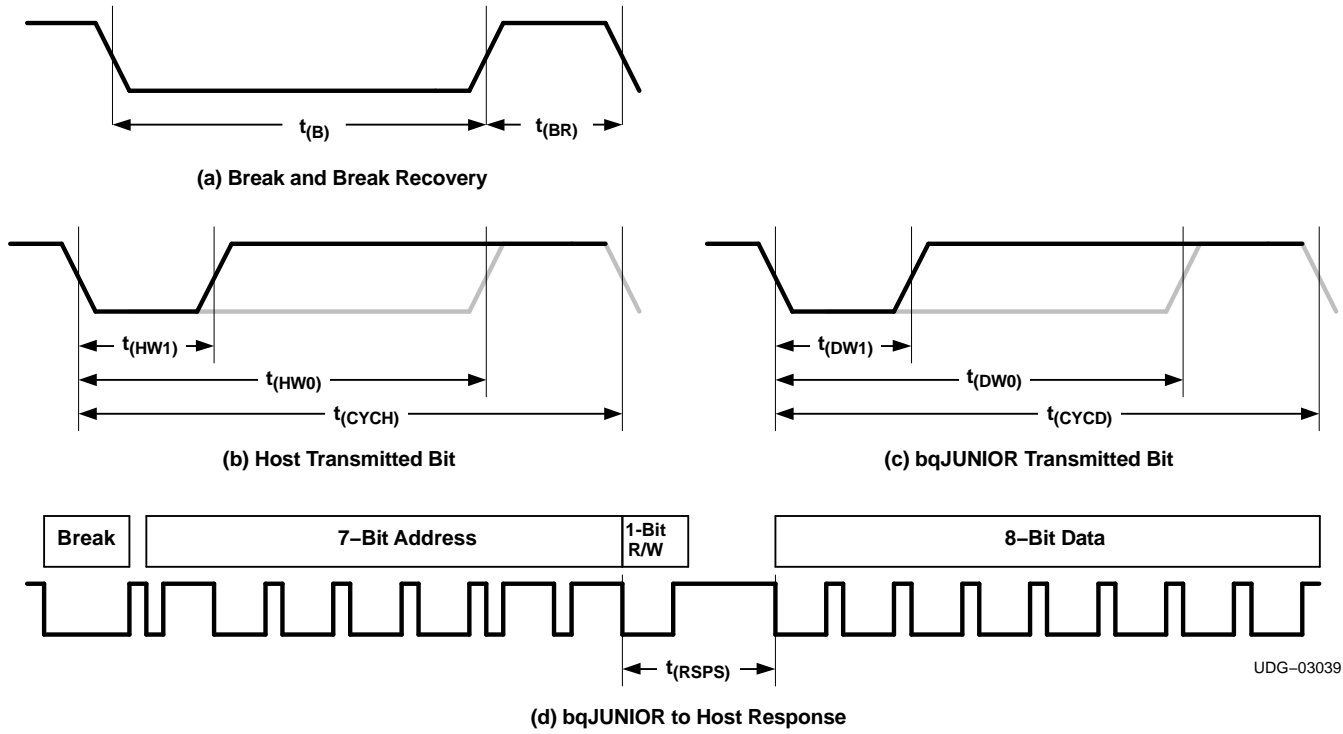 t(B)
t(BR)
(a) Break and Break Recovery
t(HW1)
t(HW0)
t(CYCH)
(b) Host Transmitted Bit
t(DW1)
t(DW0)
t(CYCD)
(c) bqJUNIOR Transmitted Bit
Break
7−Bit Address
1-Bit
R/W
8−Bit Data
t(RSPS)
UDG−03039
(d) bqJUNIOR to Host Response